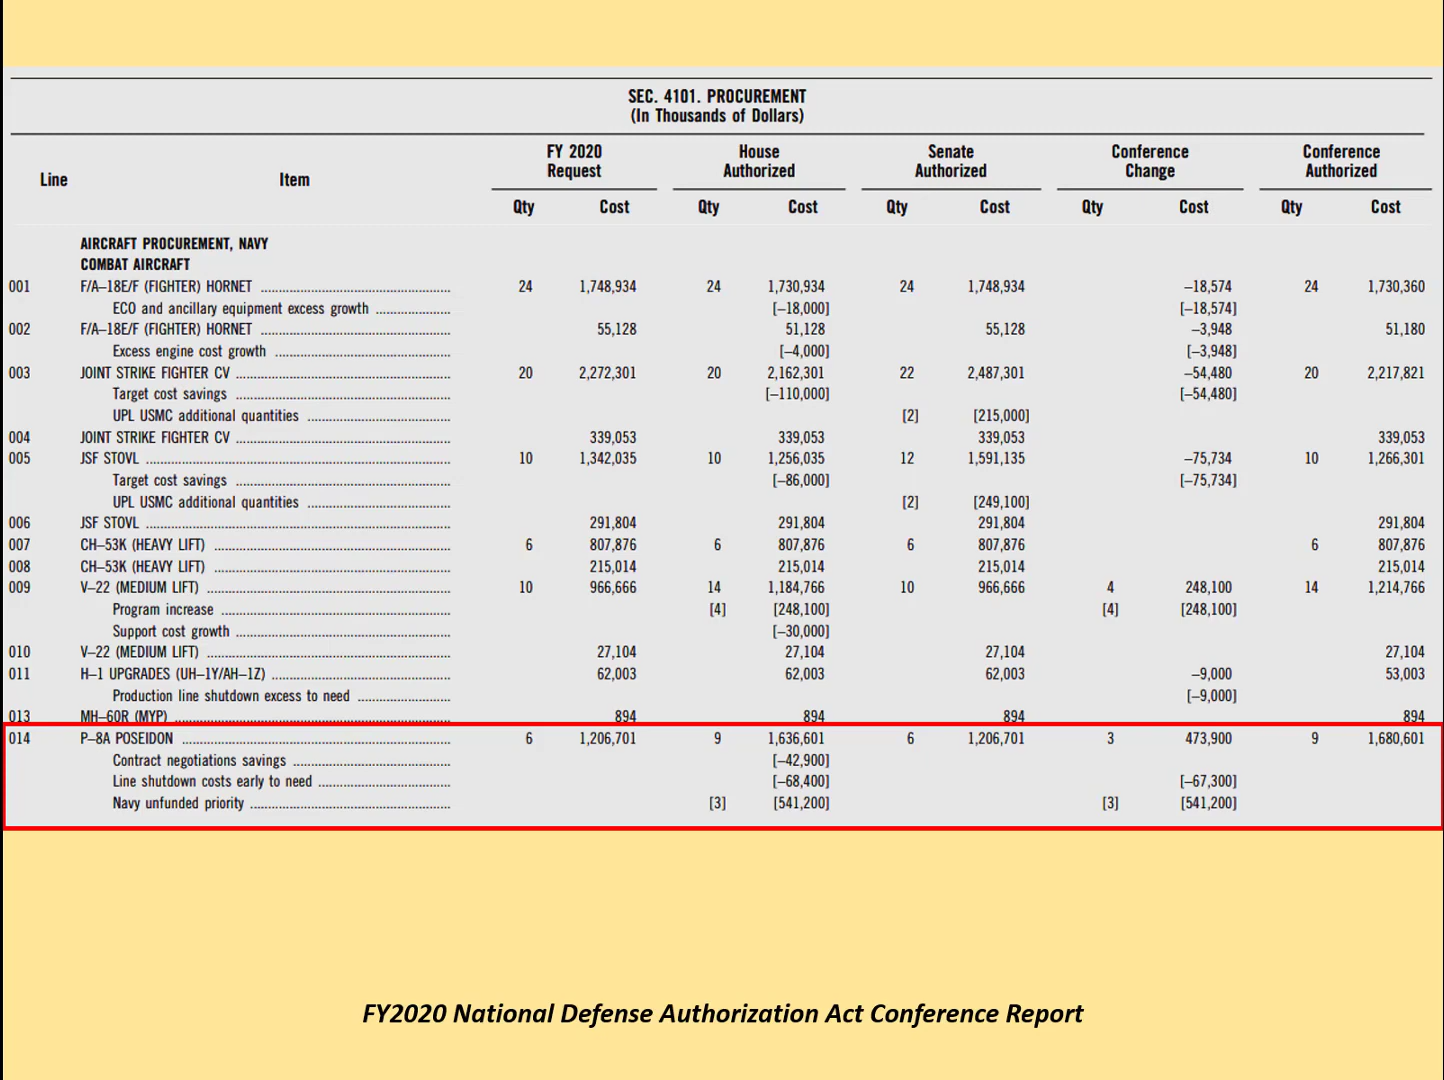 SEC. 4101. PROCUREMENT
(In Thousands of Dollars)
Line Item FY 2020 Request House Authorized Senate Authorized Conference Change Conference Authorized
Qty Cost Qty Cost Qty Cost Qty Cost Qty Cost
AIRCRAFT PROCUREMENT, NAVY
COMBAT AIRCRAFT
001 F/A–18E/F (FIGHTER) HORNET 24 1,748,934 24 1,730,934 24 1,748,934 –18,574 24 1,730,360
ECO and ancillary equipment excess growth [–18,000] [–18,574]
002 F/A–18E/F (FIGHTER) HORNET 55,128 51,128 55,128 –3,948 51,180
Excess engine cost growth [–4,000] [–3,948]
003 JOINT STRIKE FIGHTER CV 20 2,272,301 20 2,162,301 22 2,487,301 –54,480 20 2,217,821
Target cost savings [–110,000] [–54,480]
UPL USMC additional quantities [2] [215,000]
004 JOINT STRIKE FIGHTER CV 339,053 339,053 339,053 339,053
005 JSF STOVL 10 1,342,035 10 1,256,035 12 1,591,135 –75,734 10 1,266,301
Target cost savings [–86,000] [–75,734]
UPL USMC additional quantities [2] [249,100]
006 JSF STOVL 291,804 291,804 291,804 291,804
007 CH–53K (HEAVY LIFT) 6 807,876 6 807,876 6 807,876 6 807,876
008 CH–53K (HEAVY LIFT) 215,014 215,014 215,014 215,014
009 V–22 (MEDIUM LIFT) 10 966,666 14 1,184,766 10 966,666 4 248,100 14 1,214,766
Program increase [4] [248,100] [4] [248,100]
Support cost growth [–30,000]
010 V–22 (MEDIUM LIFT) 27,104 27,104 27,104 27,104
011 H–1 UPGRADES (UH–1Y/AH–1Z) 62,003 62,003 62,003 –9,000 53,003
Production line shutdown excess to need [–9,000]
013 MH–60R (MYP) 894 894 894 894
014 P–8A POSEIDON 6 1,206,701 9 1,636,601 6 1,206,701 3 473,900 9 1,680,601
Contract negotiations savings [–42,900]
Line shutdown costs early to need [–68,400] [–67,300]
Navy unfunded priority [3] [541,200] [3] [541,200]
FY2020 National Defense Authorization Act Conference Report